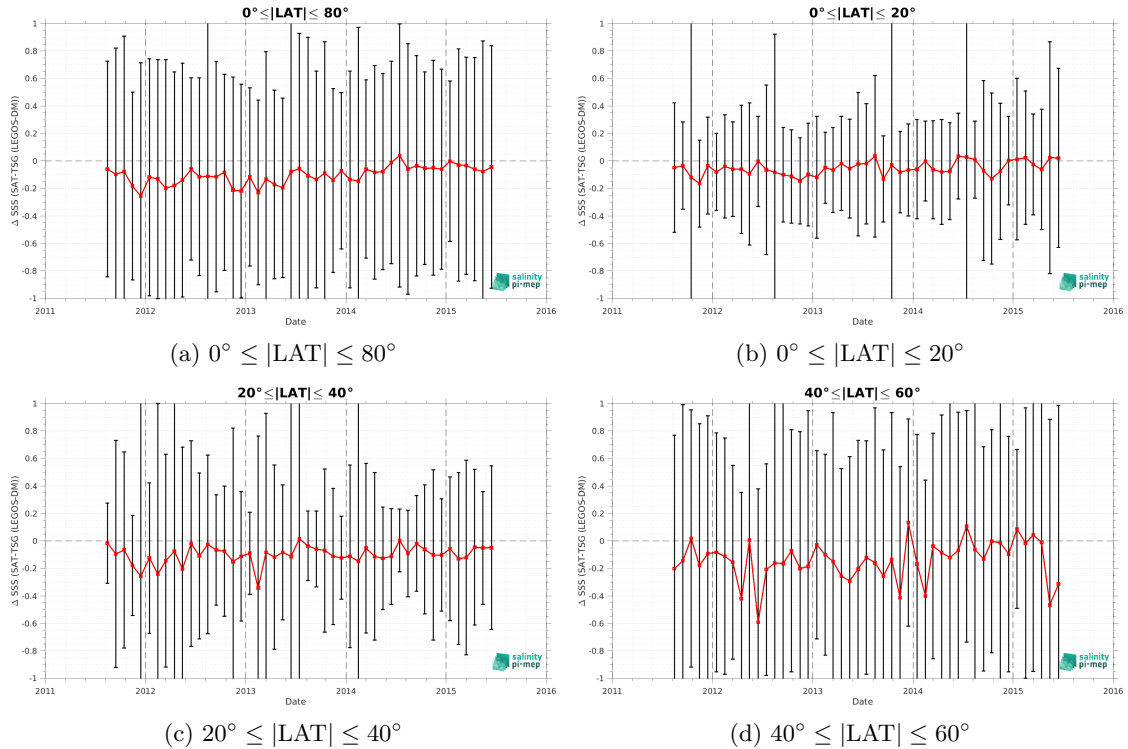 0°≤|LAT|≤ 80°
Δ SSS (SAT-TSG (LEGOS-DM))
1
0.8
0.6
0.4
0.2
0
-0.2
-0.4
-0.6
-0.8
-1
salinity
pi-mep
2011 2012 2013 2014 2015 2016
Date
(a) 0° ≤ |LAT| ≤ 80°
0°≤|LAT|≤ 20°
Δ SSS (SAT-TSG (LEGOS-DM))
1
0.8
0.6
0.4
0.2
0
-0.2
-0.4
-0.6
-0.8
-1
salinity
pi-mep
2011 2012 2013 2014 2015 2016
Date
(b) 0° ≤ |LAT| ≤ 20°
20°≤|LAT|≤ 40°
Δ SSS (SAT-TSG (LEGOS-DM))
1
0.8
0.6
0.4
0.2
0
-0.2
-0.4
-0.6
-0.8
-1
salinity
pi-mep
2011 2012 2013 2014 2015 2016
Date
(c) 20° ≤ |LAT| ≤ 40°
40°≤|LAT|≤ 60°
Δ SSS (SAT-TSG (LEGOS-DM))
1
0.8
0.6
0.4
0.2
0
-0.2
-0.4
-0.6
-0.8
-1
salinity
pi-mep
2011 2012 2013 2014 2015 2016
Date
(d) 40° ≤ |LAT| ≤ 60°